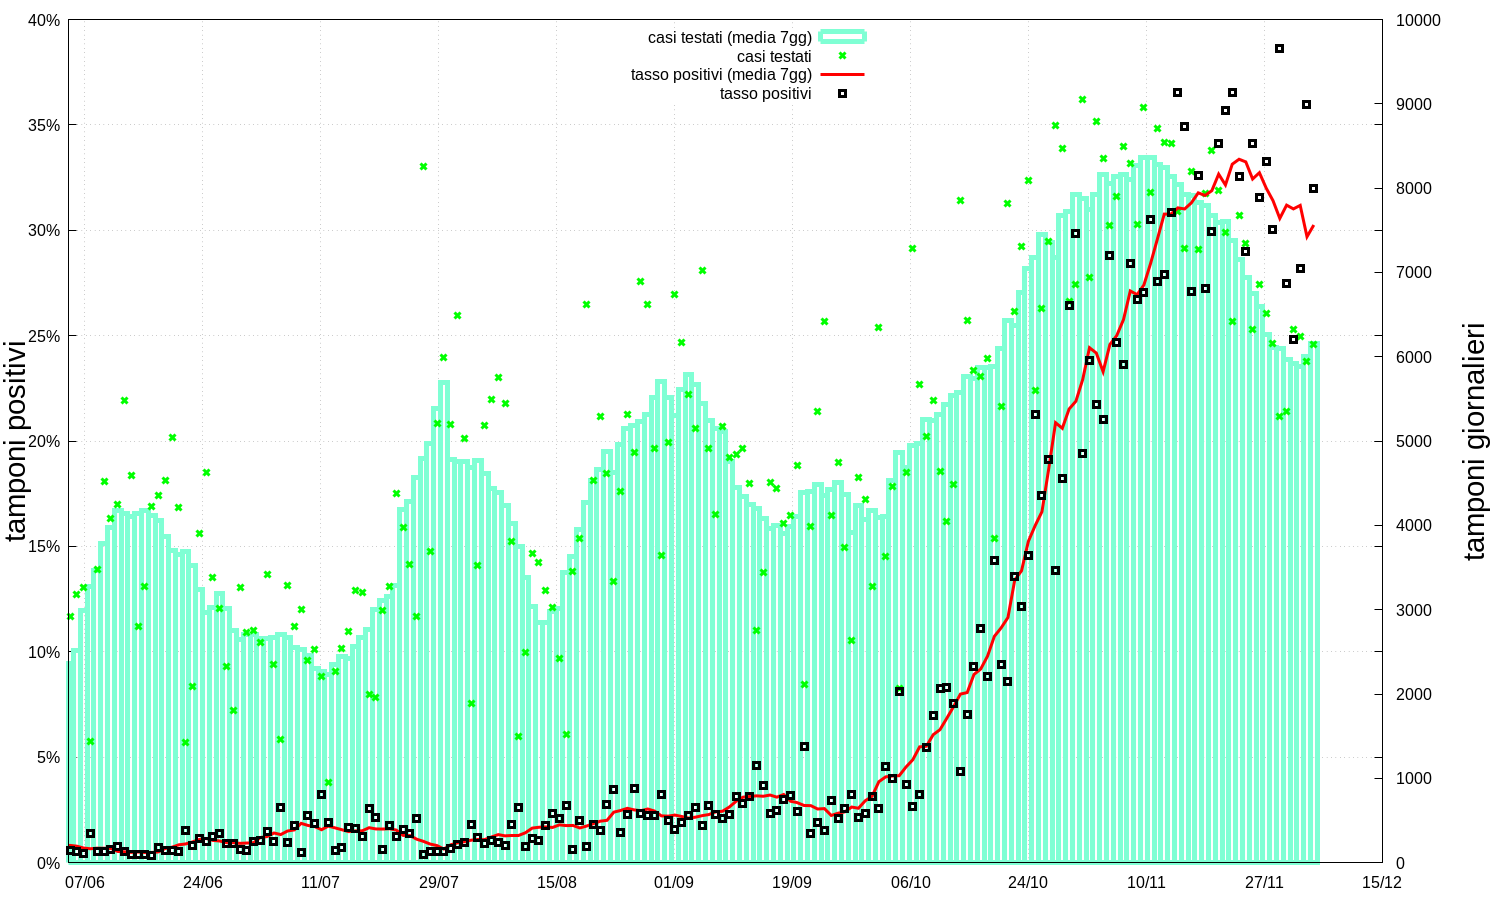 casi testati (media 7gg)
casi testati
tasso positivi (media 7gg)
tasso positivi
tamponi positivi
40%
35%
30%
25%
20%
15%
10%
5%
0%
10000
9000
8000
7000
6000
5000
4000
3000
2000
1000
0
tamponi giornalieri
07/06 24/06 11/07 29/07 15/08 01/09 19/09 06/10 24/10 10/11 27/11 15/12